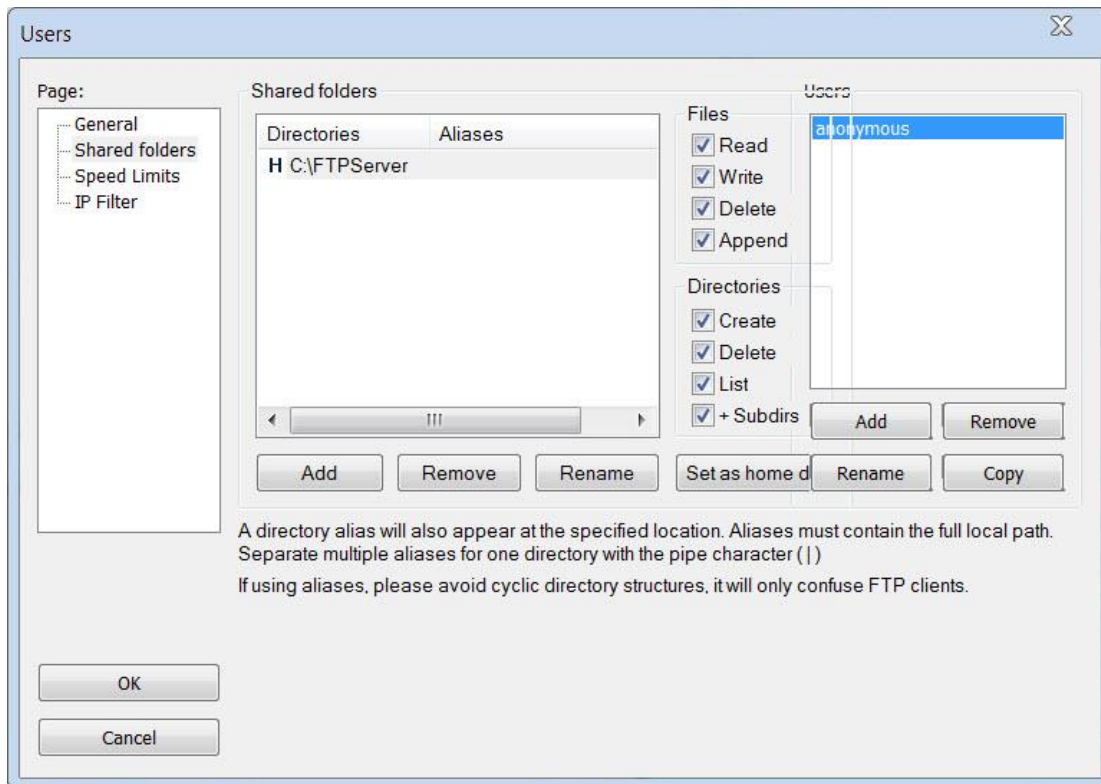 Users
Page:
General
Shared folders
Speed Limits
IP Filter
Shared folders
Directories Aliases
H C:\FTPServer
Add Remove Rename Set as home d
Files
Read
Write
Delete
Append
Directories
Create
Delete
List
+ Subdirs
Users
anonymous
Add Remove
Rename Copy
A directory alias will also appear at the specified location. Aliases must contain the full local path.
Separate multiple aliases for one directory with the pipe character ( | )
If using aliases, please avoid cyclic directory structures, it will only confuse FTP clients.
OK
Cancel